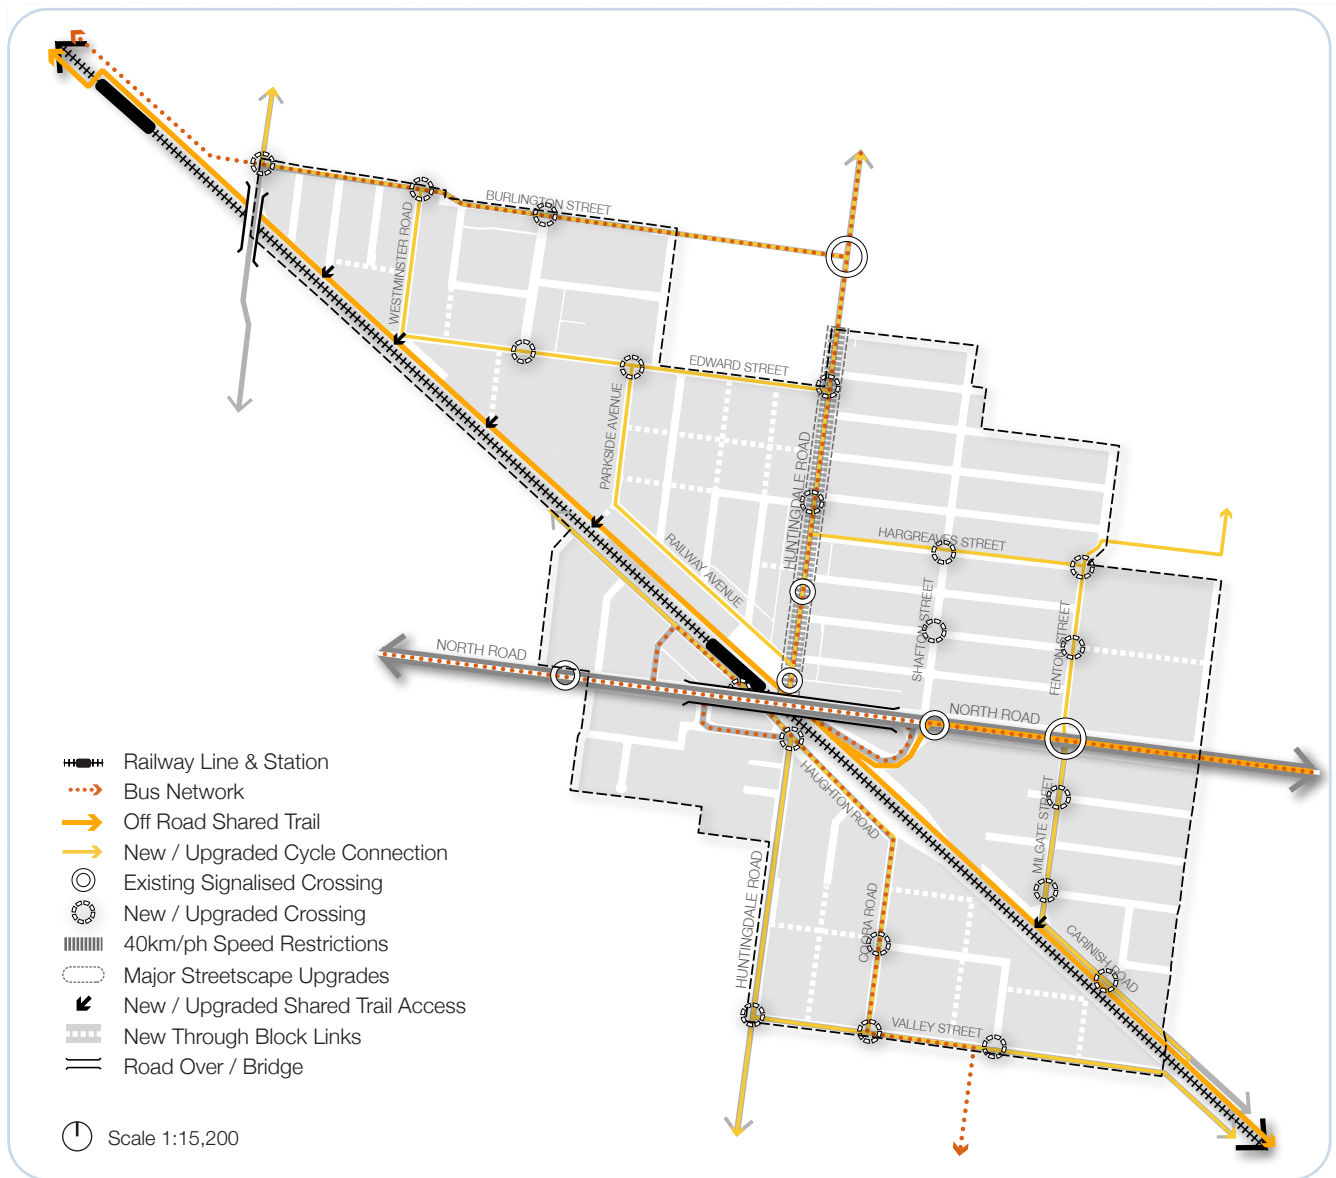 BURLINGTON STREET
WESTMINSTER ROAD
EDWARD STREET
PARKSIDE AVENUE
HUNTINGDALE ROAD
HARGREAVES STREET
RAILWAY AVENUE
SHAFTON STREET
FENTON STREET
NORTH ROAD
NORTH ROAD
HAUGHTON ROAD
MILGATE STREET
HUNTINGDALE ROAD
COORA ROAD
CARINISH ROAD
VALLEY STREET
Railway Line & Station
Bus Network
Off Road Shared Trail
New / Upgraded Cycle Connection
Existing Signalised Crossing
New / Upgraded Crossing
40km/ph Speed Restrictions
Major Streetscape Upgrades
New / Upgraded Shared Trail Access
New Through Block Links
Road Over / Bridge
Scale 1:15,200